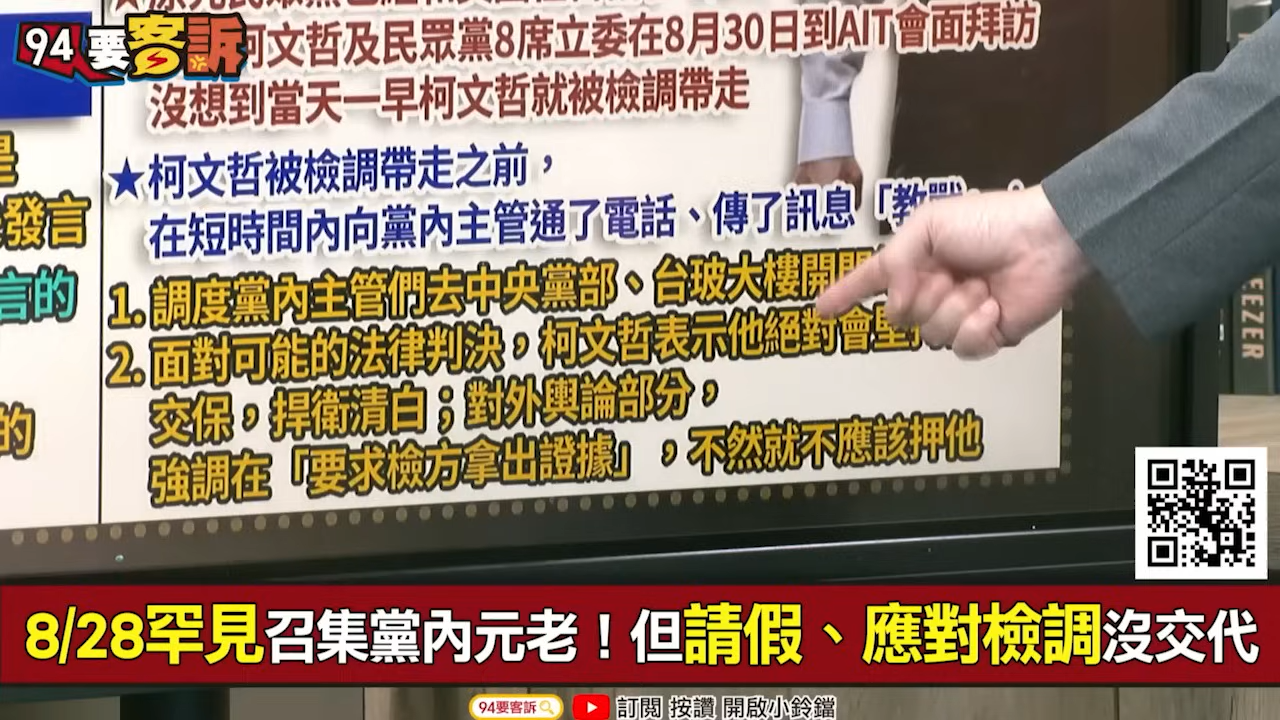 94要客訴
柯文哲及民眾黨8席立委在8月30日到AIT會面拜訪
沒想到當天一早柯文哲就被檢調帶走
★柯文哲被檢調帶走之前，
在短時間內向黨內主管通了電話、傳了訊息「教戰
1. 調度黨內主管們去中央黨部、台玻大樓開
2. 面對可能的法律判決，柯文哲表示他絕對會堅
交保，捍衛清白；對外輿論部分，
強調在「要求檢方拿出證據」，不然就不應該押他
是
發言
言的
的
EEZER
8/28罕見召集黨內元老！但請假、應對檢調沒交代
94要客訴
訂閱 按讚 開啟小鈴鐺